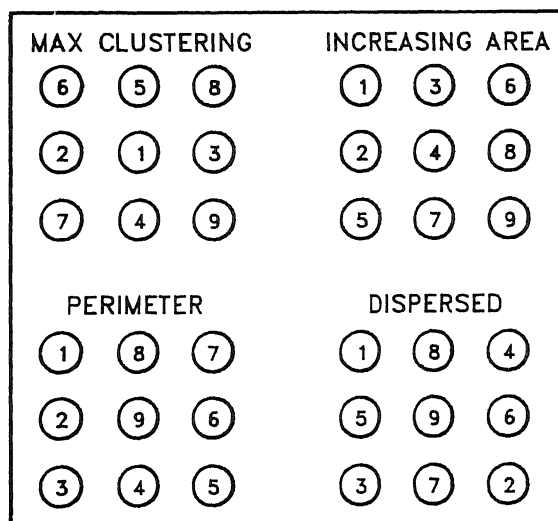 MAX CLUSTERING
6 5 8
2 1 3
7 4 9
INCREASING AREA
1 3 6
2 4 8
5 7 9
PERIMETER
1 8 7
2 9 6
3 4 5
DISPERSED
1 8 4
5 9 6
3 7 2